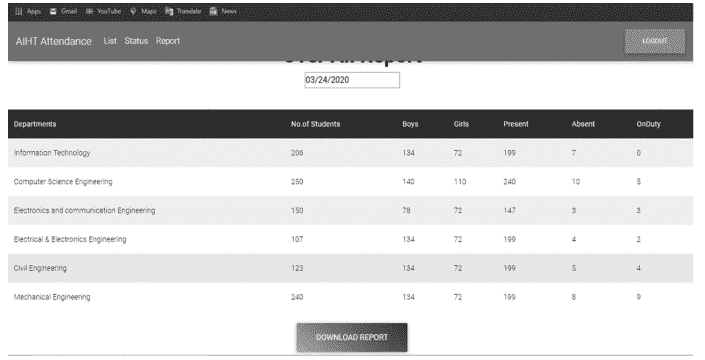 Apps Gmail YouTube Maps Translate News
AIHT Attendance List Status Report LOGOUT
Over All Report
03/24/2020
Departments No.of Students Boys Girls Present Absent OnDuty
Information Technology 206 134 72 199 7 0
Computer Science Engineering 250 140 110 240 10 5
Electronics and communication Engineering 150 78 72 147 3 3
Electrical & Electronics Engineering 107 134 72 199 4 2
Civil Engineering 123 134 72 199 5 4
Mechanical Engineering 240 134 72 199 8 9
DOWNLOAD REPORT